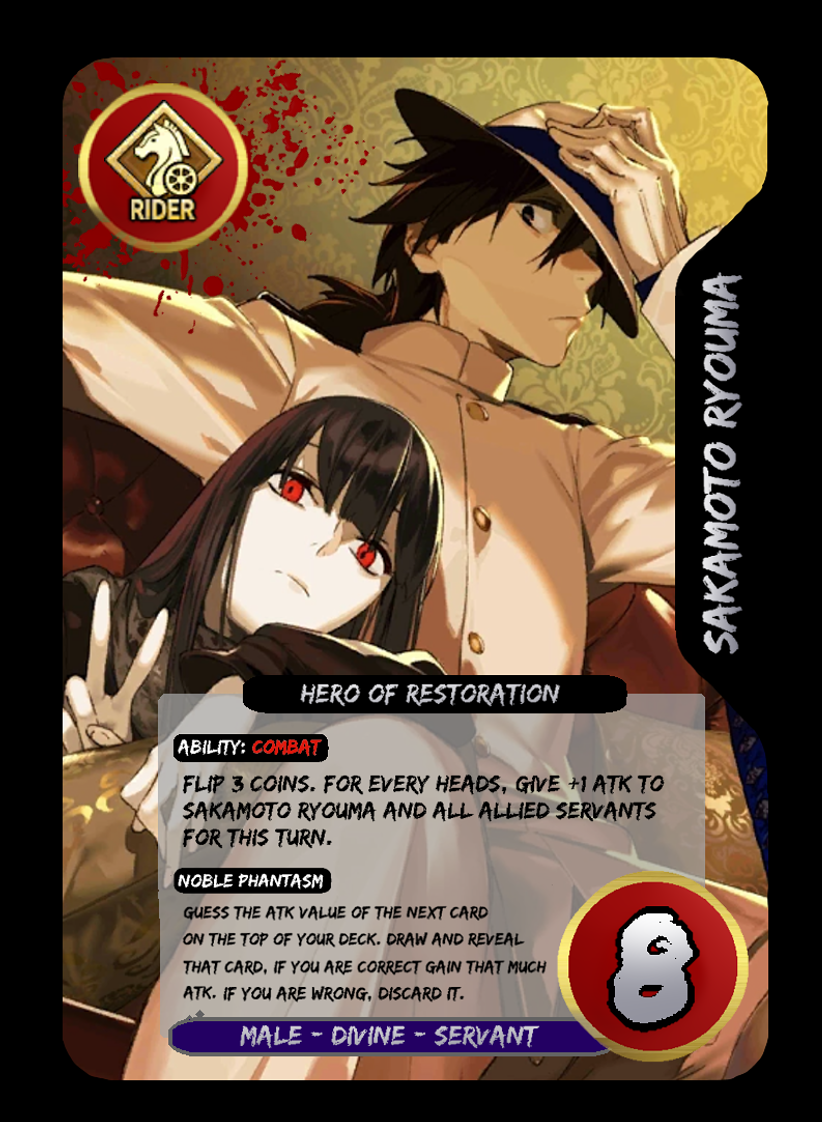 RIDER
SAKAMOTO RYOUMA
HERO OF RESTORATION
ABILITY: COMBAT
FLIP 3 COINS. FOR EVERY HEADS, GIVE +1 ATK TO
SAKAMOTO RYOUMA AND ALL ALLIED SERVANTS
FOR THIS TURN.
NOBLE PHANTASM
GUESS THE ATK VALUE OF THE NEXT CARD
ON THE TOP OF YOUR DECK. DRAW AND REVEAL
THAT CARD, IF YOU ARE CORRECT GAIN THAT MUCH
ATK. IF YOU ARE WRONG, DISCARD IT.
8
MALE - DIVINE - SERVANT